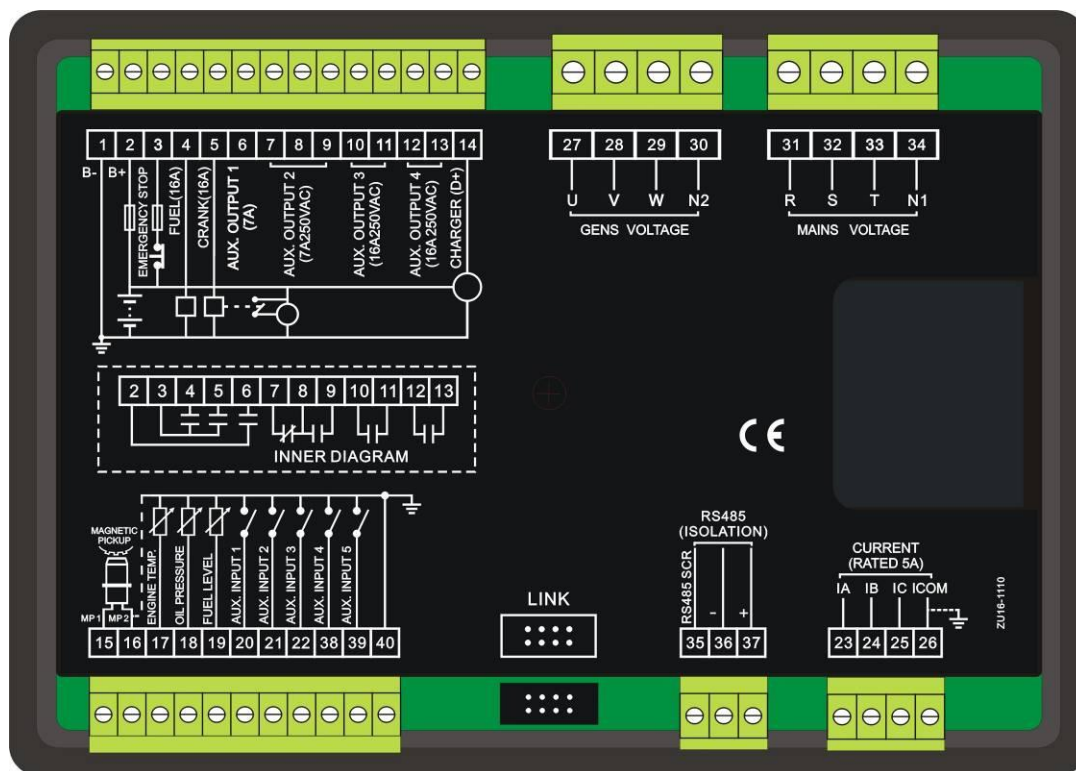 1 2 3 4 5 6 7 8 9 10 11 12 13 14
B-
B+
EMERGENCY STOP
FUEL(16A)
CRANK(16A)
AUX. OUTPUT 1
(7A)
AUX. OUTPUT 2
(7A250VAC)
AUX. OUTPUT 3
(16A250VAC)
AUX. OUTPUT 4
(16A 250VAC)
CHARGER (D+)
27 28 29 30
U V W N2
GENS VOLTAGE
31 32 33 34
R S T N1
MAINS VOLTAGE
2 3 4 5 6 7 8 9 10 11 12 13
INNER DIAGRAM
CE
MAGNETIC
PICKUP
MP1 MP2
ENGINE TEMP.
OIL PRESSURE
FUEL LEVEL
AUX. INPUT 1
AUX. INPUT 2
AUX. INPUT 3
AUX. INPUT 4
AUX. INPUT 5
15 16 17 18 19 20 21 22 38 39 40
LINK
RS485
(ISOLATION)
RS485 SCR
- +
35 36 37
CURRENT
(RATED 5A)
IA IB IC ICOM
23 24 25 26
ZU16-1110